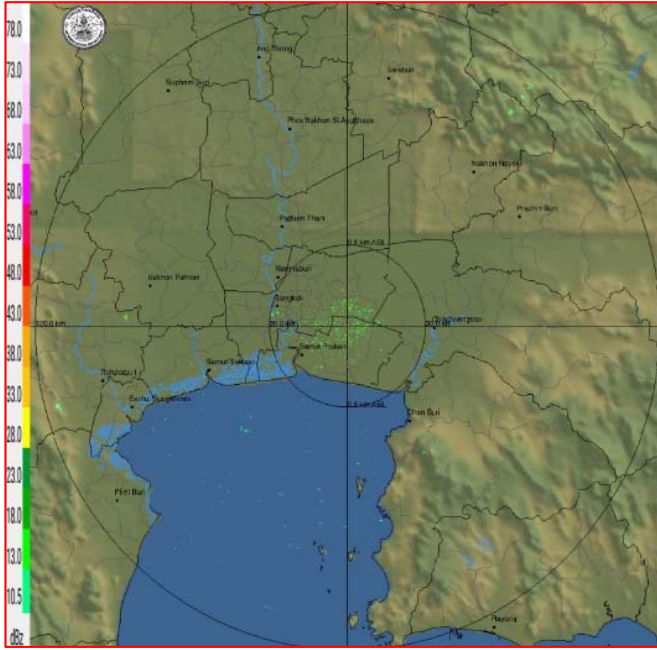 78.0
73.0
68.0
63.0
58.0
53.0
48.0
43.0
38.0
33.0
28.0
23.0
18.0
13.0
10.5
dBz
Ang Thong
Suphan Buri
Saraburi
Phra Nakhon Si Ayutthaya
Nakhon Nayok
Prachin Buri
Pathum Thani
Nonthaburi
Nakhon Pathom
Bangkok
Chachoengsao
Samut Prakan
Samut Sakhon
Ratchaburi
Samut Songkhram
Chon Buri
Phet Buri
Rayong